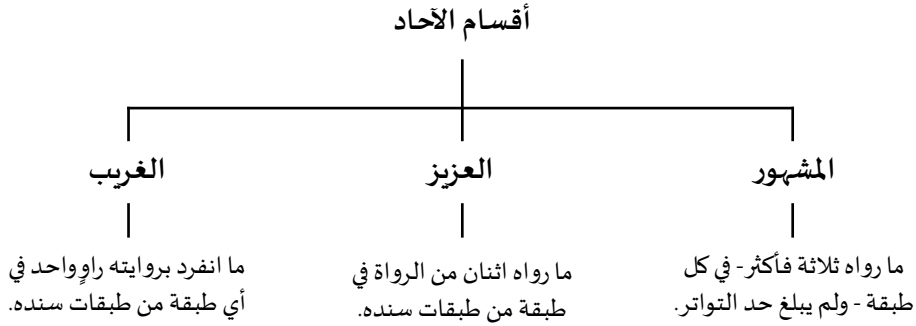 أقسام الآحاد
المشهور
العزيز
الغريب
ما رواه ثلاثة فأكثر - في كل
طبقة - ولم يبلغ حد التواتر.
ما رواه اثنان من الرواة في
طبقة من طبقات سنده.
ما انفرد بروايته راوٍ واحد في
أي طبقة من طبقات سنده.